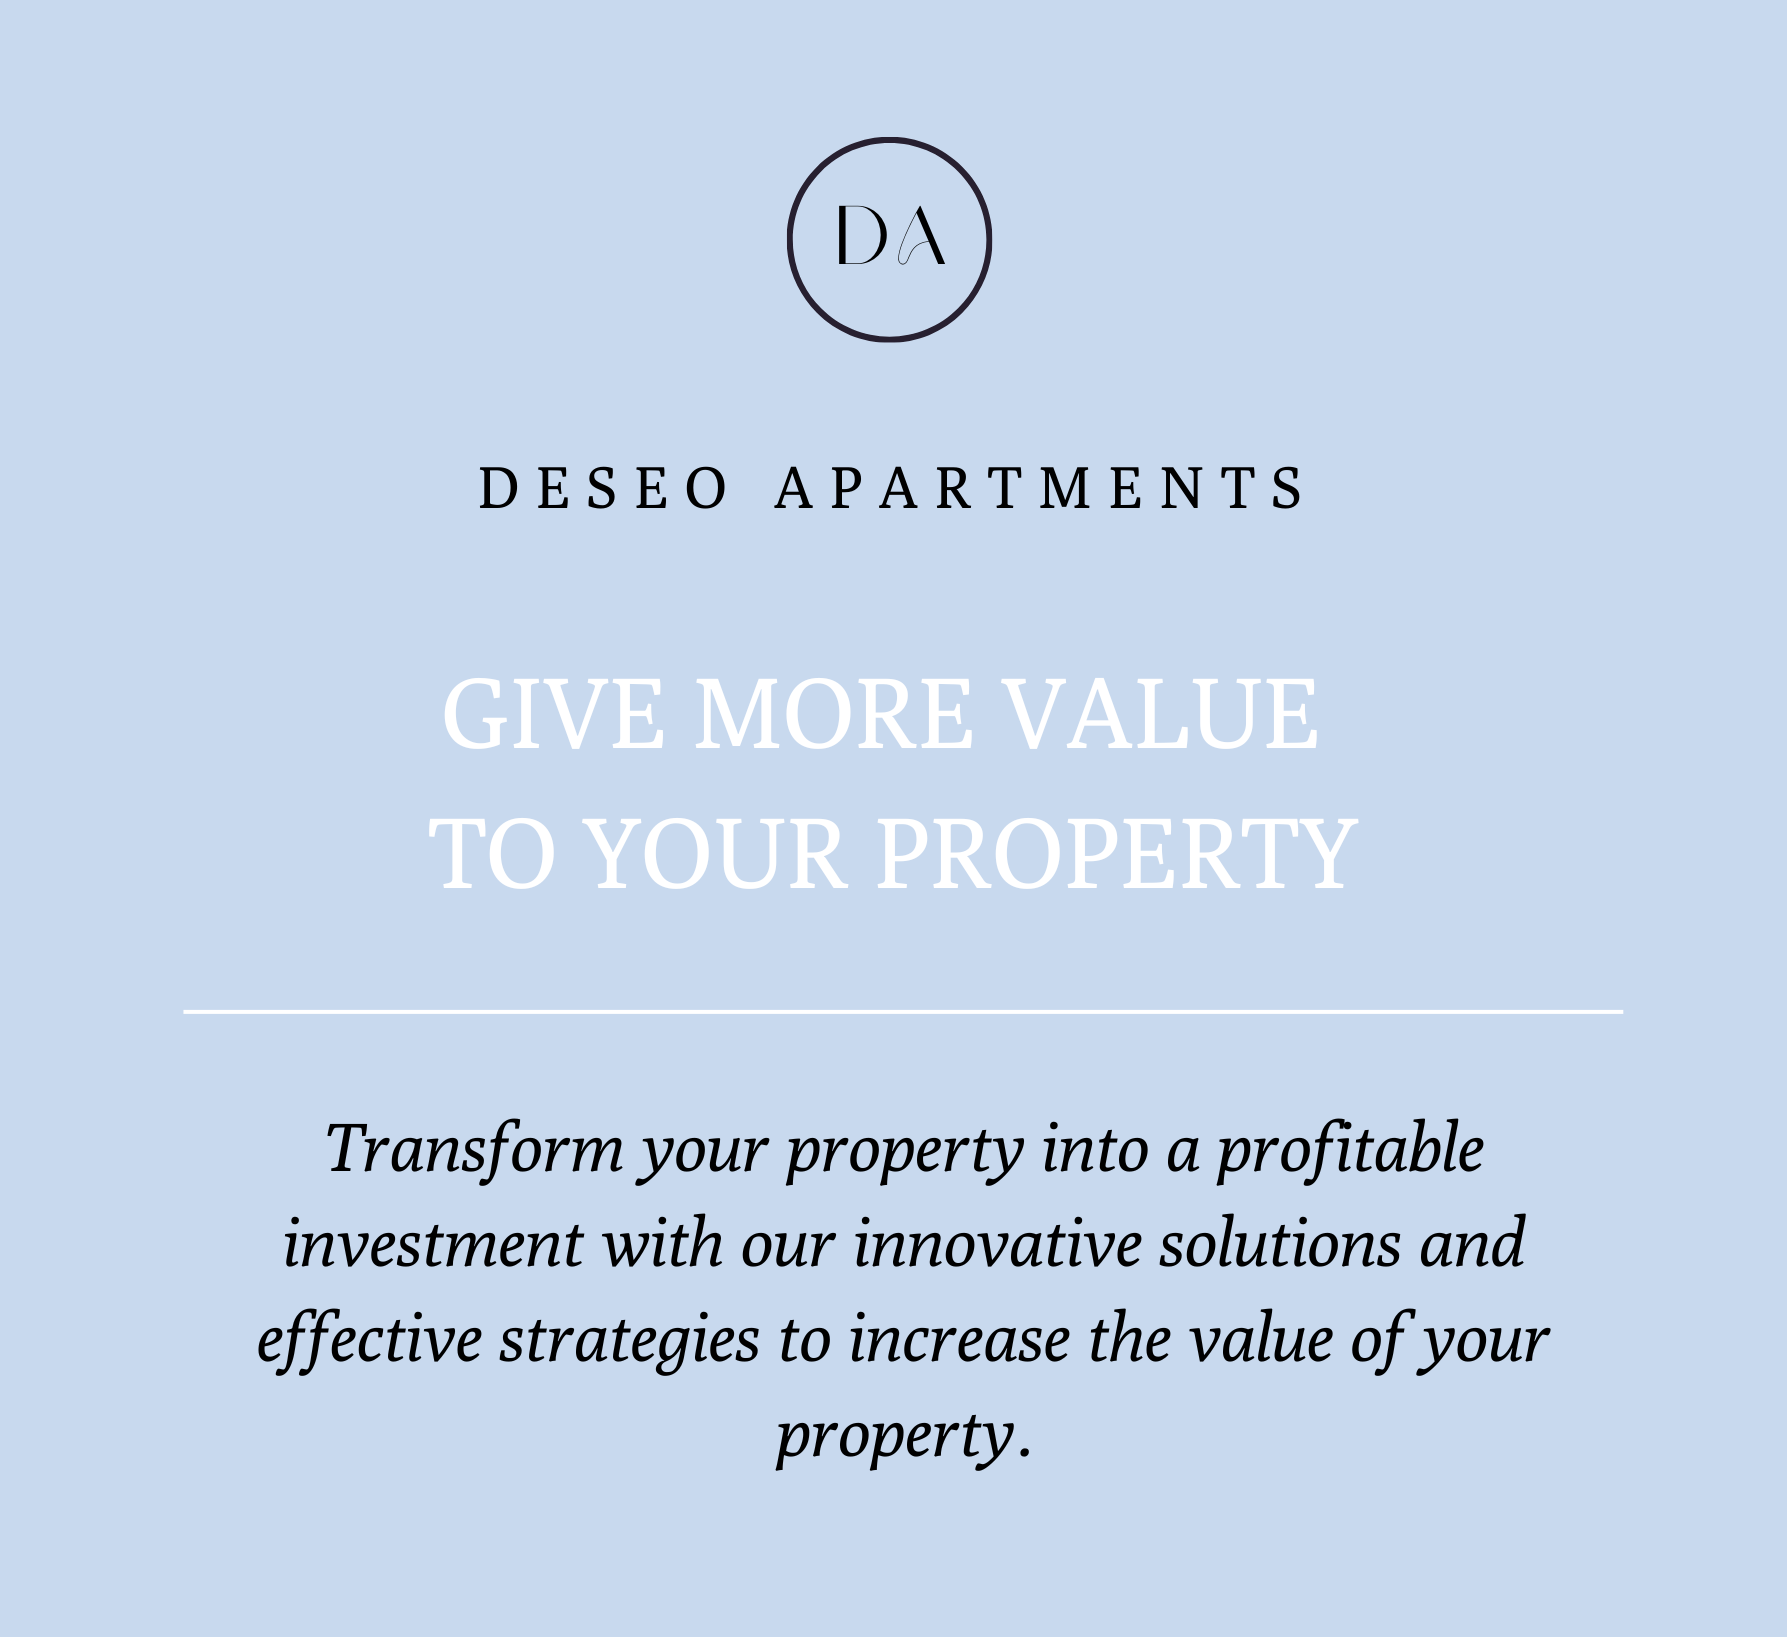 DA
DESEO APARTMENTS
GIVE MORE VALUE
TO YOUR PROPERTY
Transform your property into a profitable
investment with our innovative solutions and
effective strategies to increase the value of your
property.